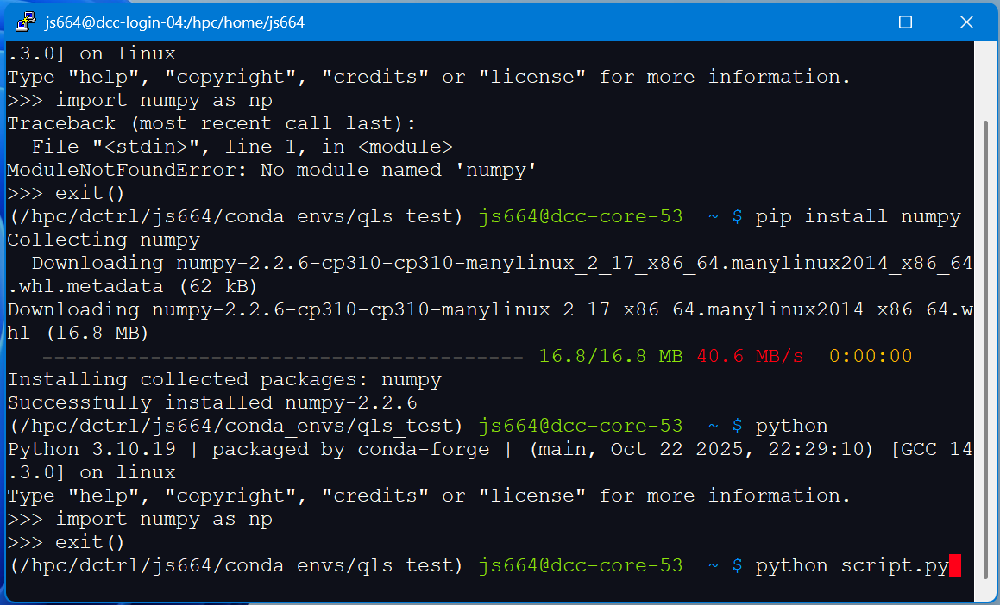 js664@dcc-login-04:/hpc/home/js664
.3.0] on linux
Type "help", "copyright", "credits" or "license" for more information.
>>> import numpy as np
Traceback (most recent call last):
  File "<stdin>", line 1, in <module>
ModuleNotFoundError: No module named 'numpy'
>>> exit()
(/hpc/dctrl/js664/conda_envs/qls_test) js664@dcc-core-53  ~ $ pip install numpy
Collecting numpy
  Downloading numpy-2.2.6-cp310-cp310-manylinux_2_17_x86_64.manylinux2014_x86_64
.whl.metadata (62 kB)
Downloading numpy-2.2.6-cp310-cp310-manylinux_2_17_x86_64.manylinux2014_x86_64.w
hl (16.8 MB)
   ---------------------------------------- 16.8/16.8 MB 40.6 MB/s  0:00:00
Installing collected packages: numpy
Successfully installed numpy-2.2.6
(/hpc/dctrl/js664/conda_envs/qls_test) js664@dcc-core-53  ~ $ python
Python 3.10.19 | packaged by conda-forge | (main, Oct 22 2025, 22:29:10) [GCC 14
.3.0] on linux
Type "help", "copyright", "credits" or "license" for more information.
>>> import numpy as np
>>> exit()
(/hpc/dctrl/js664/conda_envs/qls_test) js664@dcc-core-53  ~ $ python script.py